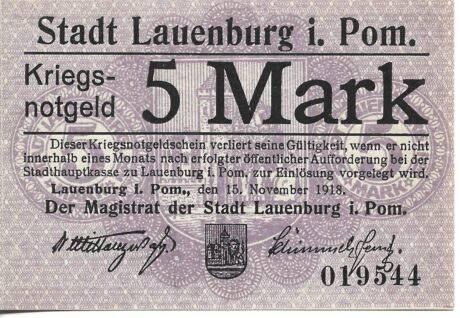 Stadt Lauenburg i. Pom.
Kriegs-
notgeld
5 Mark
Dieser Kriegsnotgeldschein verliert seine Gültigkeit, wenn er nicht
innerhalb eines Monats nach erfolgter öffentlicher Aufforderung bei der
Stadthauptkasse zu Lauenburg i. Pom. zur Einlösung vorgelegt wird.
Lauenburg i. Pom., den 15. November 1918.
Der Magistrat der Stadt Lauenburg i. Pom.
019544